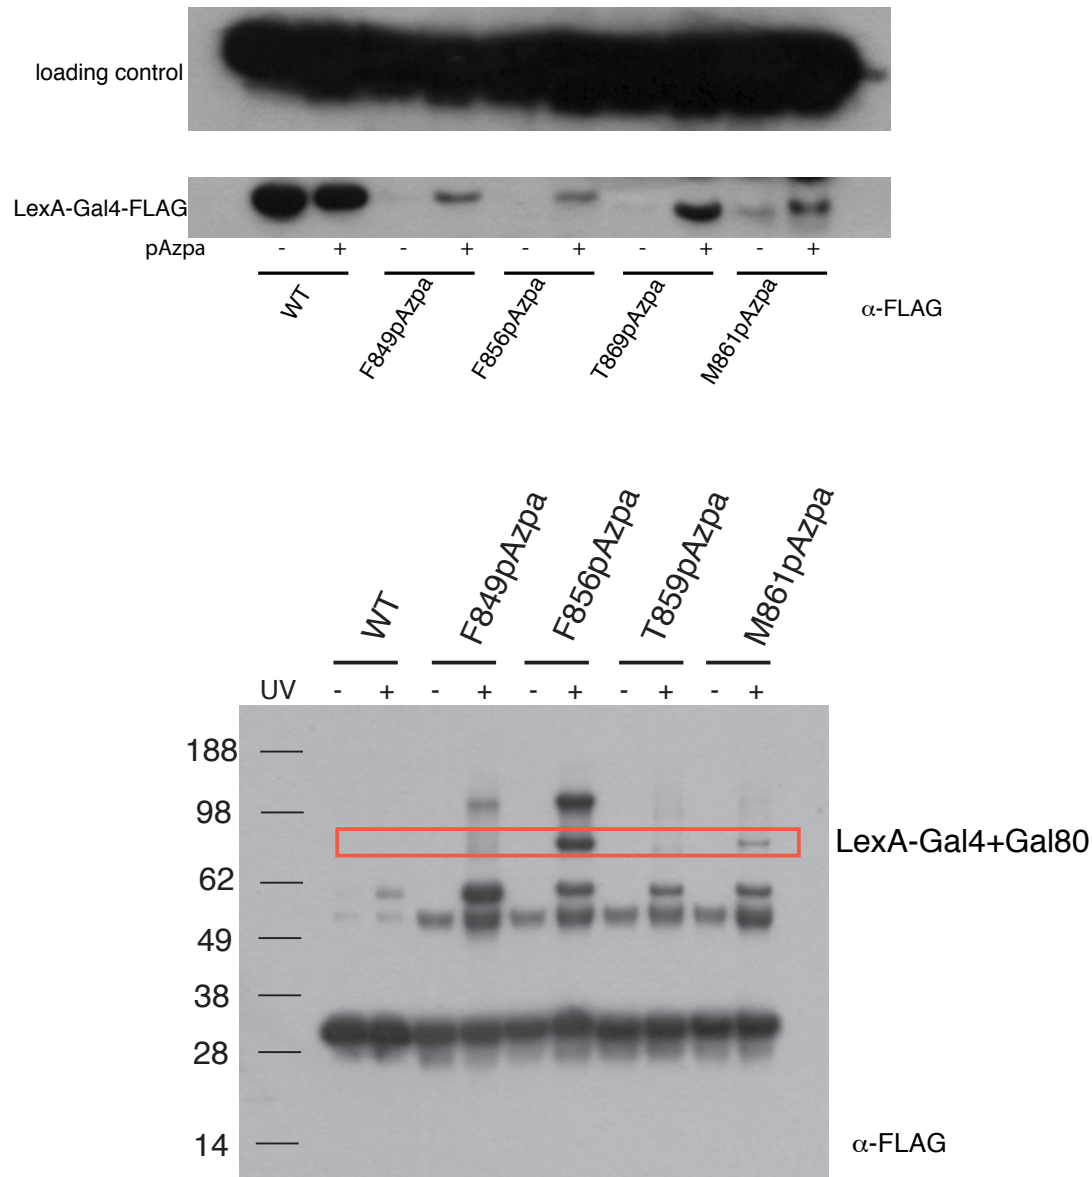 loading control
LexA-Gal4-FLAG
pAzpa - + - + - + - + - +
WT F849pAzpa F856pAzpa T869pAzpa M861pAzpa
α-FLAG
WT F849pAzpa F856pAzpa T859pAzpa M861pAzpa
UV - + - + - + - + - +
188
98
LexA-Gal4+Gal80
62
49
38
28
14
α-FLAG